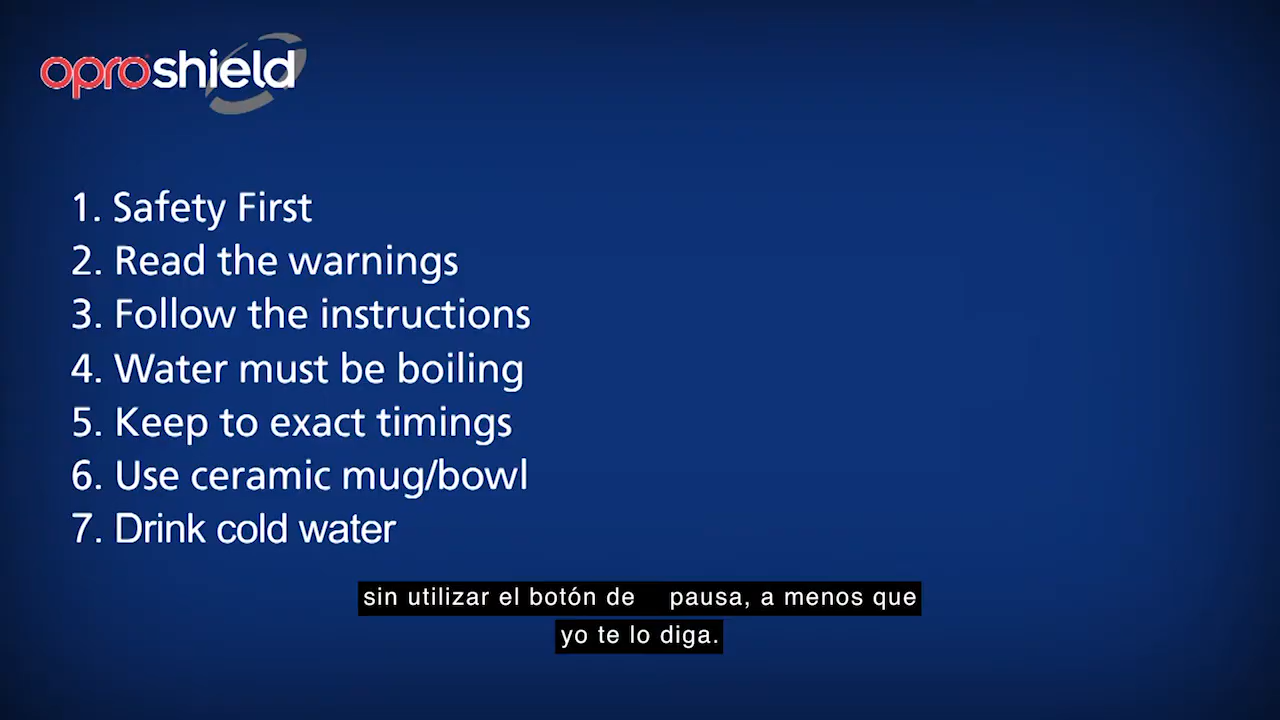 oproshield
1. Safety First
2. Read the warnings
3. Follow the instructions
4. Water must be boiling
5. Keep to exact timings
6. Use ceramic mug/bowl
7. Drink cold water
sin utilizar el botón de pausa, a menos que
yo te lo diga.